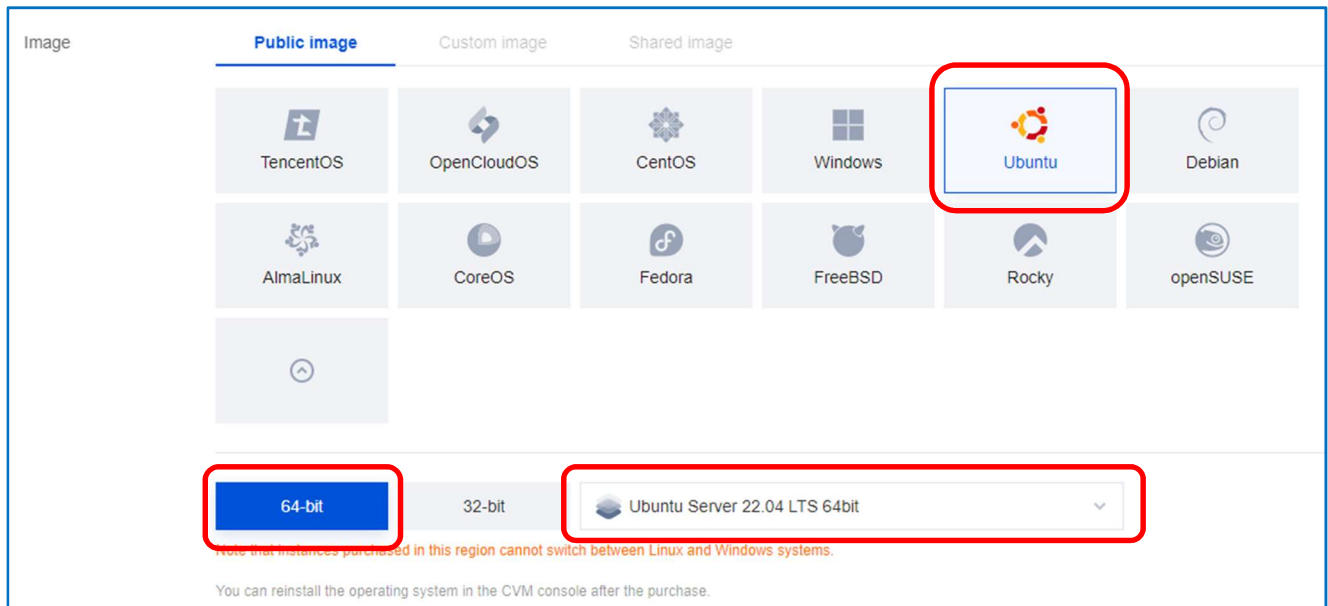 Image Public image Custom image Shared image
TencentOS OpenCloudOS CentOS Windows Ubuntu Debian
AlmaLinux CoreOS Fedora FreeBSD Rocky openSUSE
64-bit 32-bit Ubuntu Server 22.04 LTS 64bit
Note that instances purchased in this region cannot switch between Linux and Windows systems.
You can reinstall the operating system in the CVM console after the purchase.